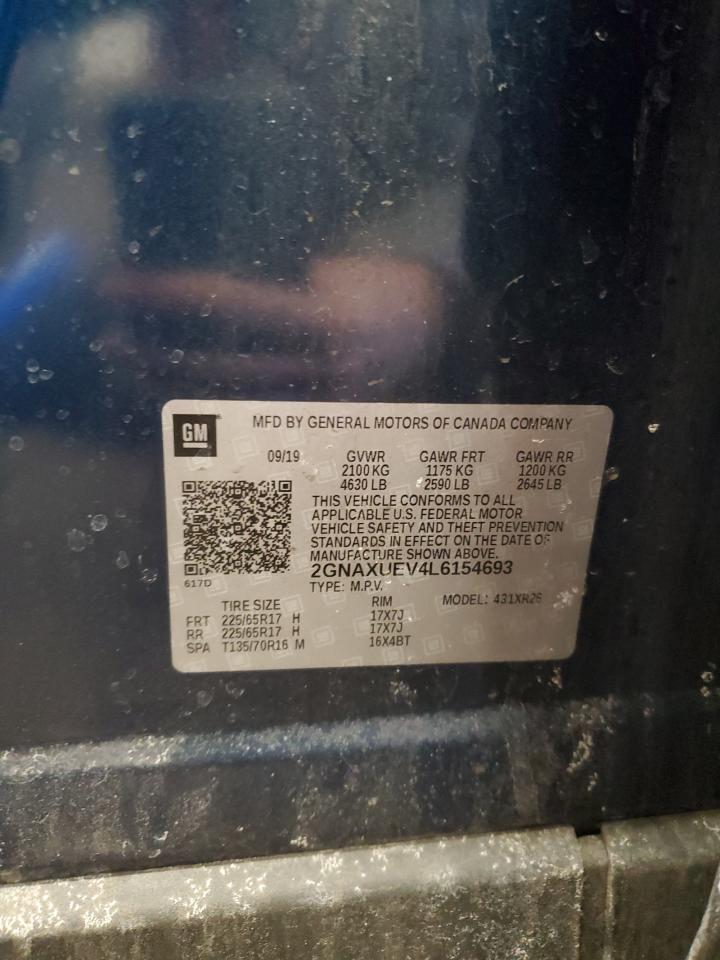 GM
MFD BY GENERAL MOTORS OF CANADA COMPANY
09/19 GVWR GAWR FRT GAWR RR
2100 KG 1175 KG 1200 KG
4630 LB 2590 LB 2645 LB
THIS VEHICLE CONFORMS TO ALL
APPLICABLE U.S. FEDERAL MOTOR
VEHICLE SAFETY AND THEFT PREVENTION
STANDARDS IN EFFECT ON THE DATE OF
MANUFACTURE SHOWN ABOVE.
2GNAXUEV4L6154693
617D
TYPE: M.P.V.
TIRE SIZE RIM MODEL: 431XR26
FRT 225/65R17 H 17X7J
RR 225/65R17 H 17X7J
SPA T135/70R16 M 16X4BT